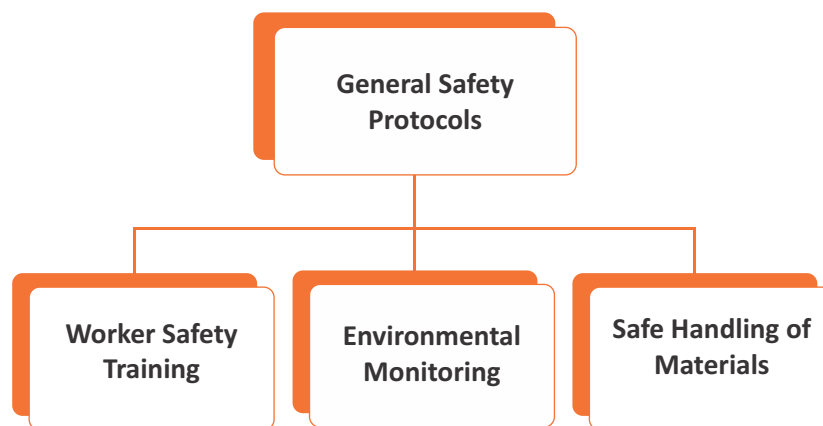 General Safety
Protocols
Worker Safety
Training
Environmental
Monitoring
Safe Handling of
Materials